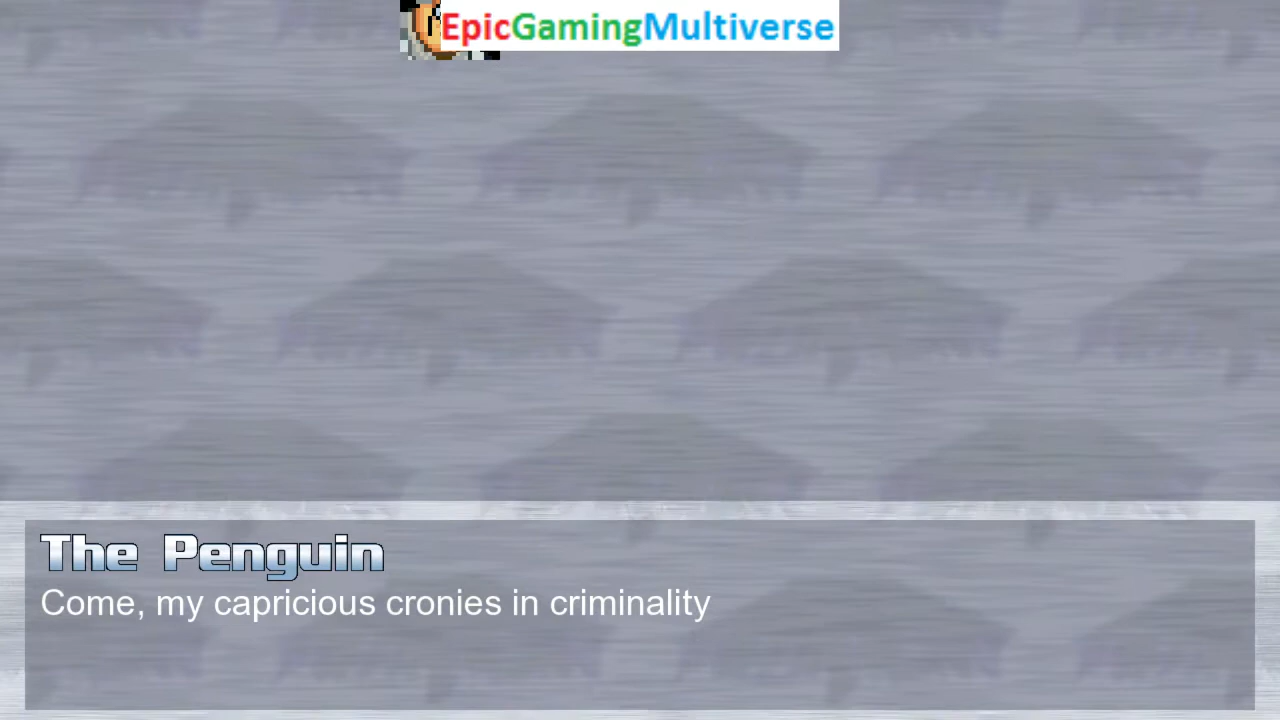 EpicGamingMultiverse
The Penguin
Come, my capricious cronies in criminality